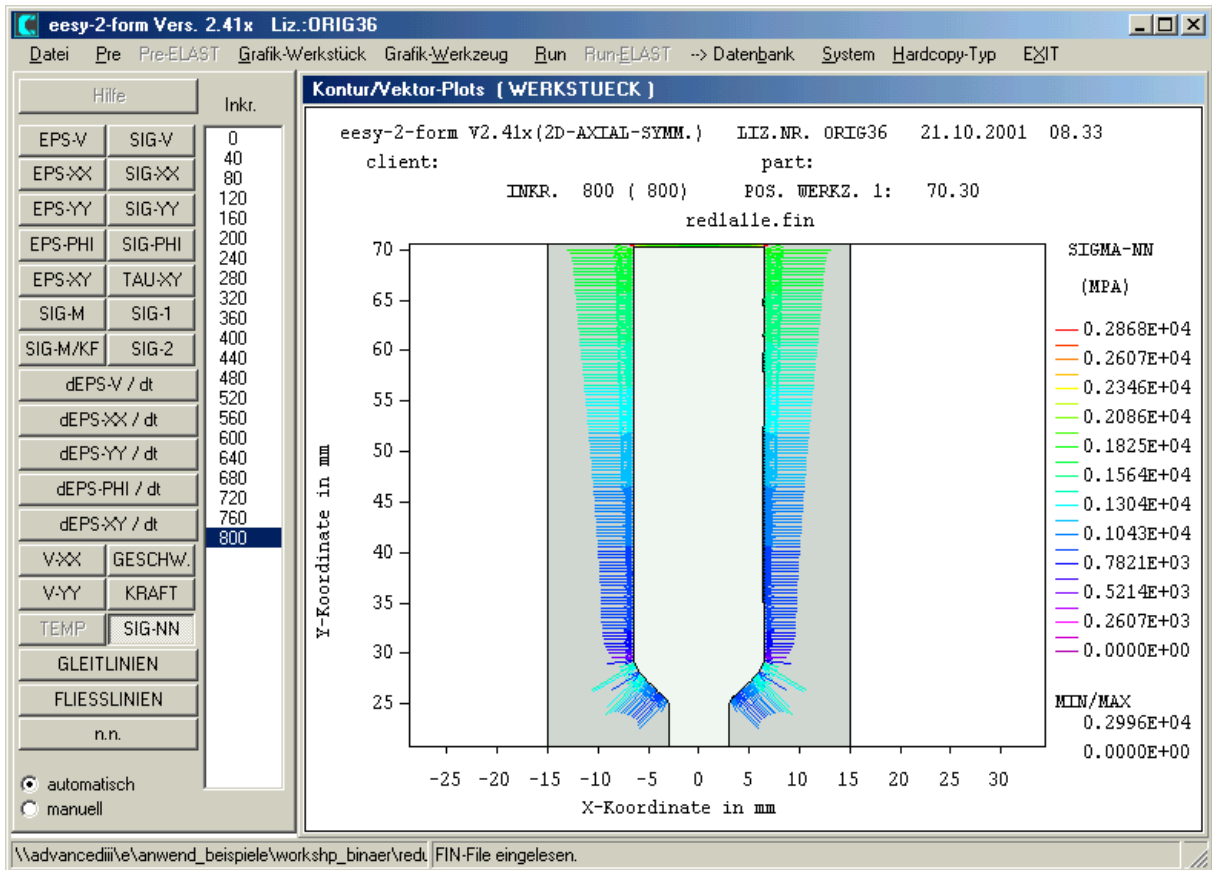 eesy-2-form Vers. 2.41x Liz.:ORIG36
Datei Pre Pre-ELAST Grafik-Werkstück Grafik-Werkzeug Run Run-ELAST --> Datenbank System Hardcopy-Typ EXIT
Hilfe
Inkr.
EPS-V SIG-V
EPS-XX SIG-XX
EPS-YY SIG-YY
EPS-PHI SIG-PHI
EPS-XY TAU-XY
SIG-M SIG-1
SIG-M/KF SIG-2
dEPS-V / dt
dEPS-XX / dt
dEPS-YY / dt
dEPS-PHI / dt
dEPS-XY / dt
V-XX GESCHW.
V-YY KRAFT
TEMP SIG-NN
GLEITLINIEN
FLIESSLINIEN
n.n.
automatisch
manuell
0
40
80
120
160
200
240
280
320
360
400
440
480
520
560
600
640
680
720
760
800
Kontur/Vektor-Plots ( WERKSTUECK )
eesy-2-form V2.41x(2D-AXIAL-SYMM.) LIZ.NR. ORIG36 21.10.2001 08.33
client: part:
INKR. 800 ( 800) POS. WERKZ. 1: 70.30
redlalle.fin
70
65
60
55
50
45
40
35
30
25
Y-Koordinate in mm
-25 -20 -15 -10 -5 0 5 10 15 20 25 30
X-Koordinate in mm
SIGMA-NN
(MPA)
0.2868E+04
0.2607E+04
0.2346E+04
0.2086E+04
0.1825E+04
0.1564E+04
0.1304E+04
0.1043E+04
0.7821E+03
0.5214E+03
0.2607E+03
0.0000E+00
MIN/MAX
0.2996E+04
0.0000E+00
\\advancediii\e\anwend_beispiele\workshp_binaer\redu FIN-File eingelesen.